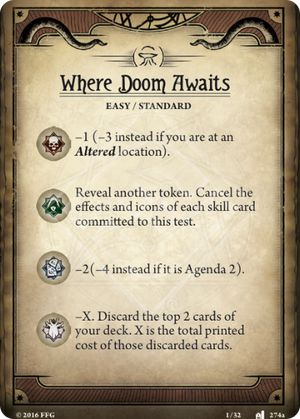 Where Doom Awaits
EASY / STANDARD
–1 (–3 instead if you are at an
Altered location).
Reveal another token. Cancel the
effects and icons of each skill card
committed to this test.
–2(–4 instead if it is Agenda 2).
–X. Discard the top 2 cards of
your deck. X is the total printed
cost of those discarded cards.
© 2016 FFG
1/32
274a